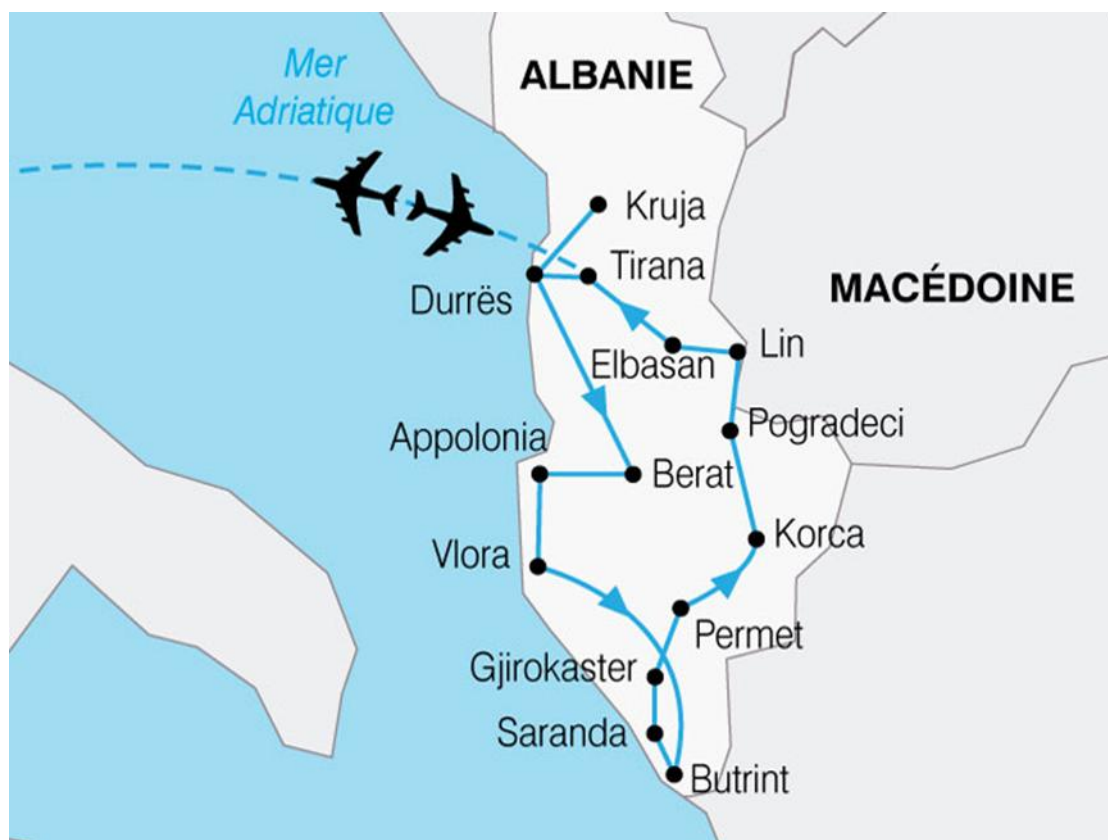 Mer
Adriatique
ALBANIE
Kruja
Tirana
Durrës
MACÉDOINE
Lin
Elbasan
Pogradeci
Appolonia
Berat
Korca
Vlora
Permet
Gjirokaster
Saranda
Butrint